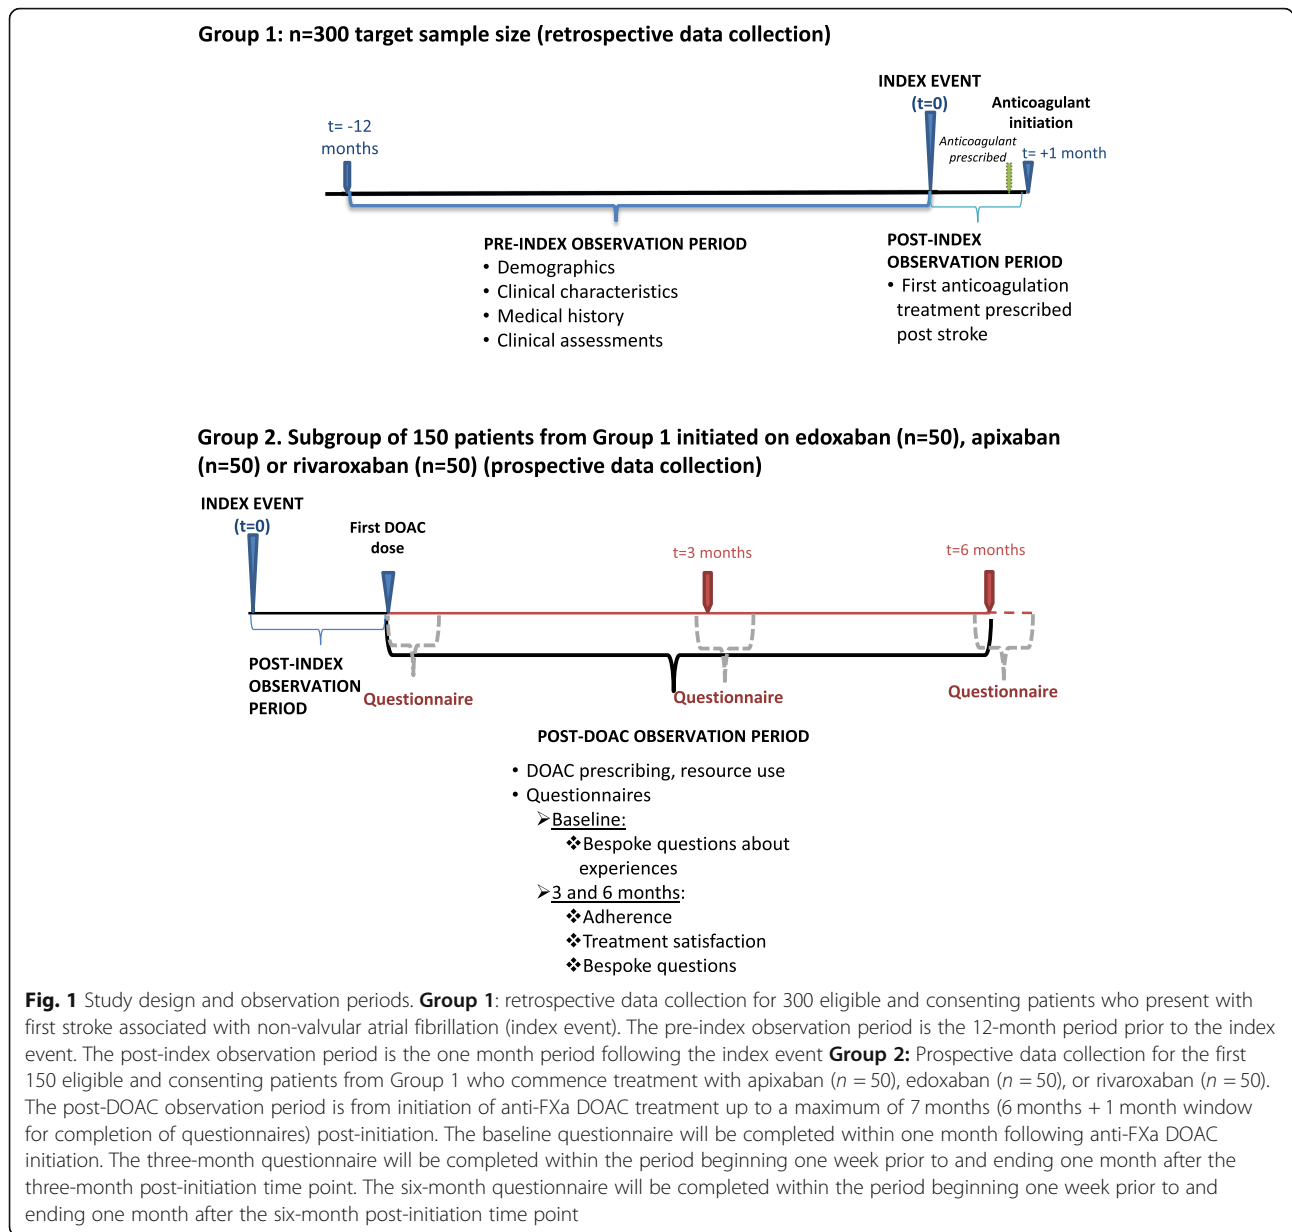 Group 1: n=300 target sample size (retrospective data collection)
INDEX EVENT
(t=0)
Anticoagulant
initiation
t= -12
months
Anticoagulant
prescribed
t= +1 month
PRE-INDEX OBSERVATION PERIOD
• Demographics
• Clinical characteristics
• Medical history
• Clinical assessments
POST-INDEX
OBSERVATION PERIOD
• First anticoagulation
treatment prescribed
post stroke
Group 2. Subgroup of 150 patients from Group 1 initiated on edoxaban (n=50), apixaban
(n=50) or rivaroxaban (n=50) (prospective data collection)
INDEX EVENT
(t=0)
First DOAC
dose
t=3 months
t=6 months
POST-INDEX
OBSERVATION
PERIOD
Questionnaire
Questionnaire
Questionnaire
POST-DOAC OBSERVATION PERIOD
• DOAC prescribing, resource use
• Questionnaires
➢Baseline:
❖Bespoke questions about
experiences
➢3 and 6 months:
❖Adherence
❖Treatment satisfaction
❖Bespoke questions
Fig. 1 Study design and observation periods. Group 1: retrospective data collection for 300 eligible and consenting patients who present with
first stroke associated with non-valvular atrial fibrillation (index event). The pre-index observation period is the 12-month period prior to the index
event. The post-index observation period is the one month period following the index event Group 2: Prospective data collection for the first
150 eligible and consenting patients from Group 1 who commence treatment with apixaban (n = 50), edoxaban (n = 50), or rivaroxaban (n = 50).
The post-DOAC observation period is from initiation of anti-FXa DOAC treatment up to a maximum of 7 months (6 months + 1 month window
for completion of questionnaires) post-initiation. The baseline questionnaire will be completed within one month following anti-FXa DOAC
initiation. The three-month questionnaire will be completed within the period beginning one week prior to and ending one month after the
three-month post-initiation time point. The six-month questionnaire will be completed within the period beginning one week prior to and
ending one month after the six-month post-initiation time point